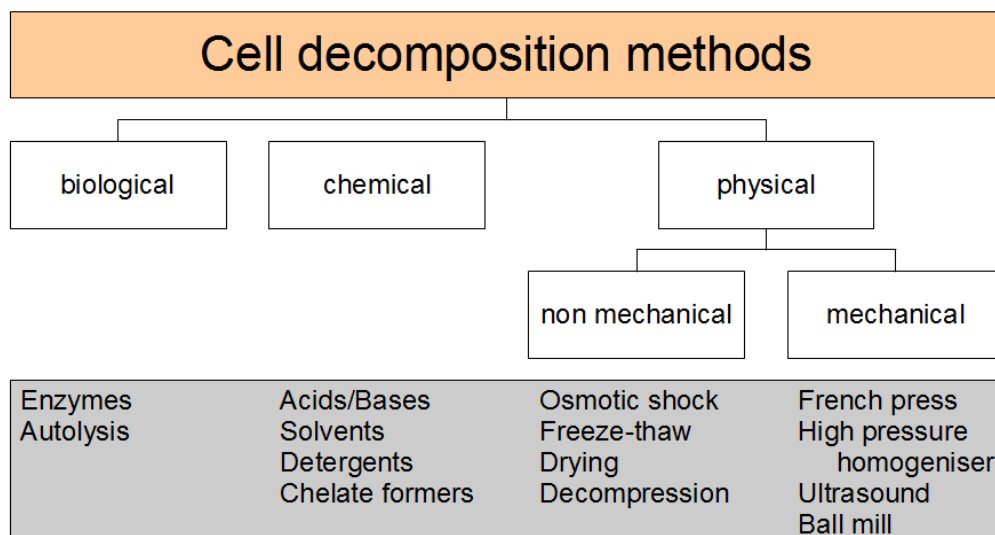 Cell decomposition methods
biological
chemical
physical
non mechanical
mechanical
Enzymes
Autolysis
Acids/Bases
Solvents
Detergents
Chelate formers
Osmotic shock
Freeze-thaw
Drying
Decompression
French press
High pressure
homogeniser
Ultrasound
Ball mill